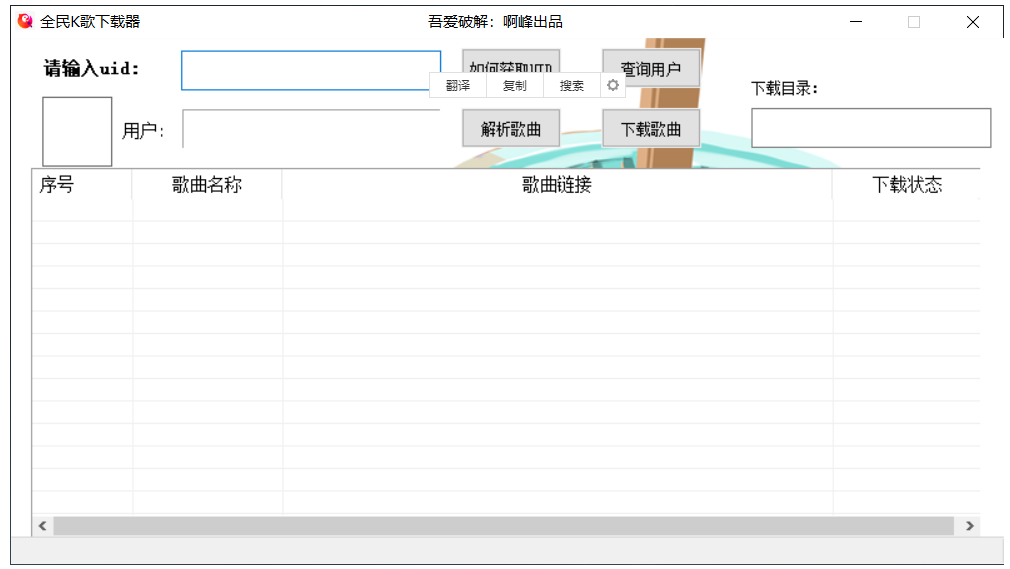 全民K歌下载器 吾爱破解：啊峰出品
请输入uid: 如何获取UID 查询用户
翻译 复制 搜索
下载目录：
用户: 解析歌曲 下载歌曲
序号 歌曲名称 歌曲链接 下载状态